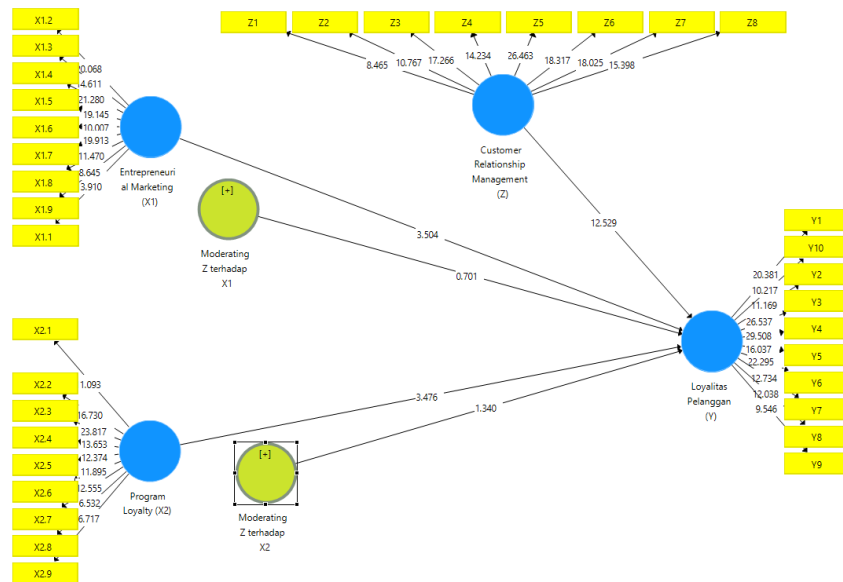 Z1
Z2
Z3
Z4
Z5
Z6
Z7
Z8
8.465
10.767
17.266
14.234
26.463
18.317
18.025
15.398
Customer
Relationship
Management
(Z)
12.529
X1.2
X1.3
X1.4
X1.5
X1.6
X1.7
X1.8
X1.9
X1.1
21.280
19.145
10.007
19.913
11.470
8.645
3.910
Entrepreneuri
al Marketing
(X1)
3.504
[+]
Moderating
Z terhadap
X1
0.701
X2.1
X2.2
X2.3
X2.4
X2.5
X2.6
X2.7
X2.8
X2.9
1.093
16.730
23.817
13.653
12.374
11.895
12.555
6.532
6.717
Program
Loyalty (X2)
3.476
[+]
Moderating
Z terhadap
X2
1.340
Loyalitas
Pelanggan
(Y)
20.381
10.217
11.169
26.537
29.508
16.037
22.295
12.734
12.038
9.546
Y1
Y10
Y2
Y3
Y4
Y5
Y6
Y7
Y8
Y9